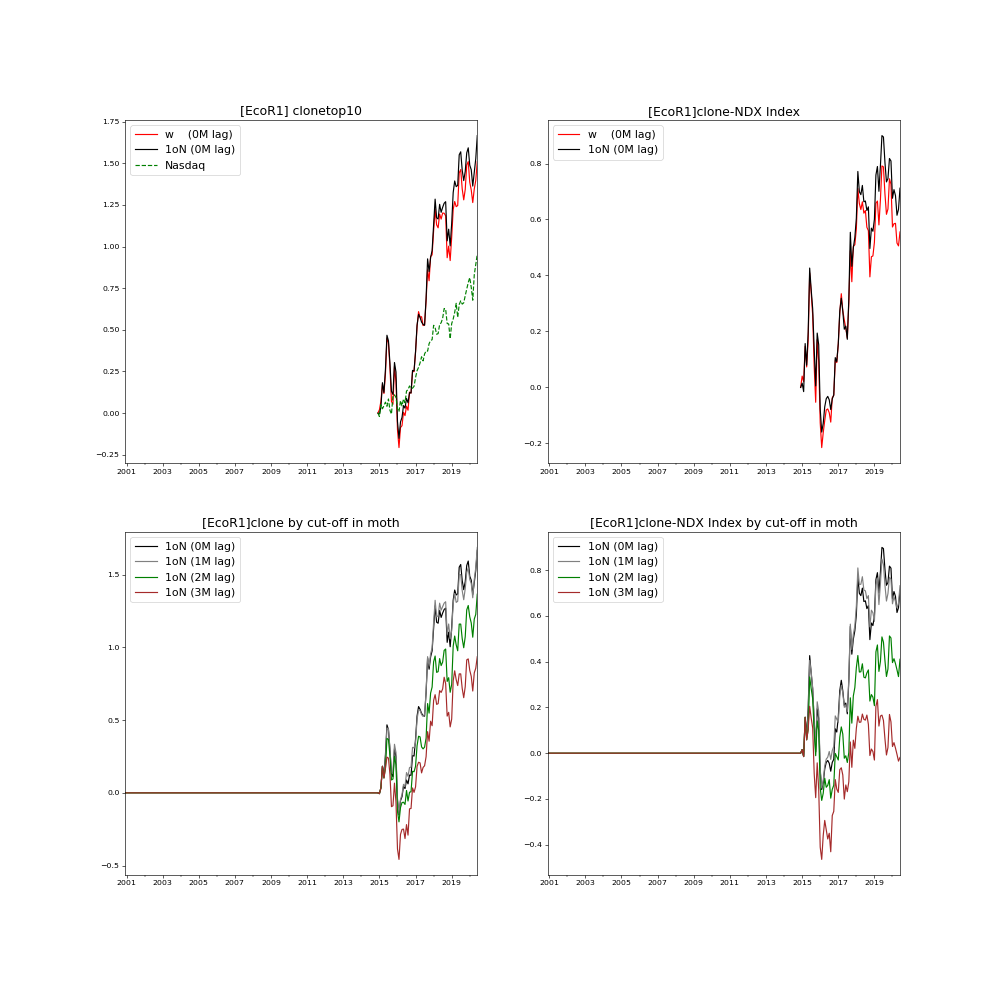 [EcoR1] clonetop10
w (0M lag)
1oN (0M lag)
Nasdaq
1.75
1.50
1.25
1.00
0.75
0.50
0.25
0.00
−0.25
2001 2003 2005 2007 2009 2011 2013 2015 2017 2019
[EcoR1]clone-NDX Index
w (0M lag)
1oN (0M lag)
0.8
0.6
0.4
0.2
0.0
−0.2
2001 2003 2005 2007 2009 2011 2013 2015 2017 2019
[EcoR1]clone by cut-off in moth
1oN (0M lag)
1oN (1M lag)
1oN (2M lag)
1oN (3M lag)
1.5
1.0
0.5
0.0
−0.5
2001 2003 2005 2007 2009 2011 2013 2015 2017 2019
[EcoR1]clone-NDX Index by cut-off in moth
1oN (0M lag)
1oN (1M lag)
1oN (2M lag)
1oN (3M lag)
0.8
0.6
0.4
0.2
0.0
−0.2
−0.4
2001 2003 2005 2007 2009 2011 2013 2015 2017 2019